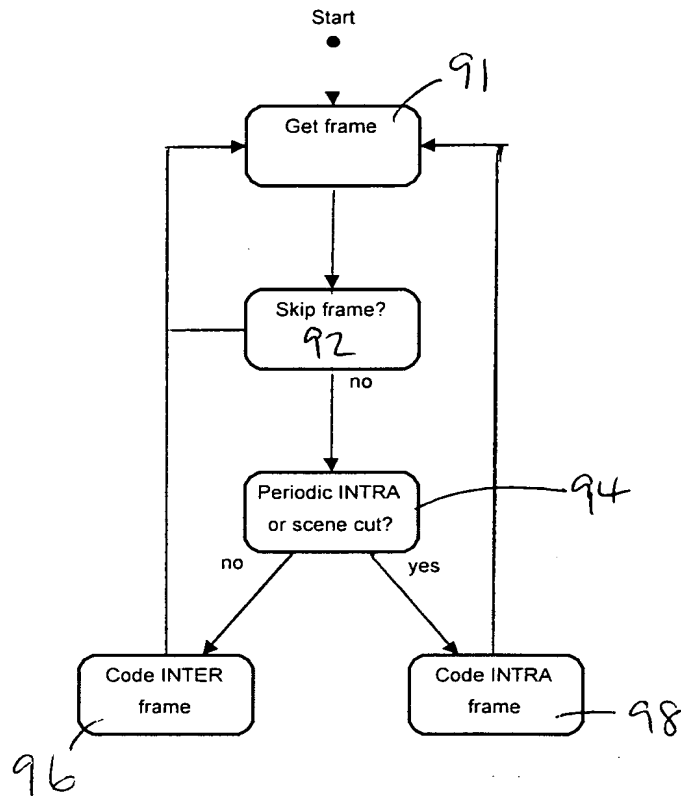 Start
91
Get frame
Skip frame?
92
no
Periodic INTRA
or scene cut?
94
no
yes
Code INTER
frame
Code INTRA
frame
98
96